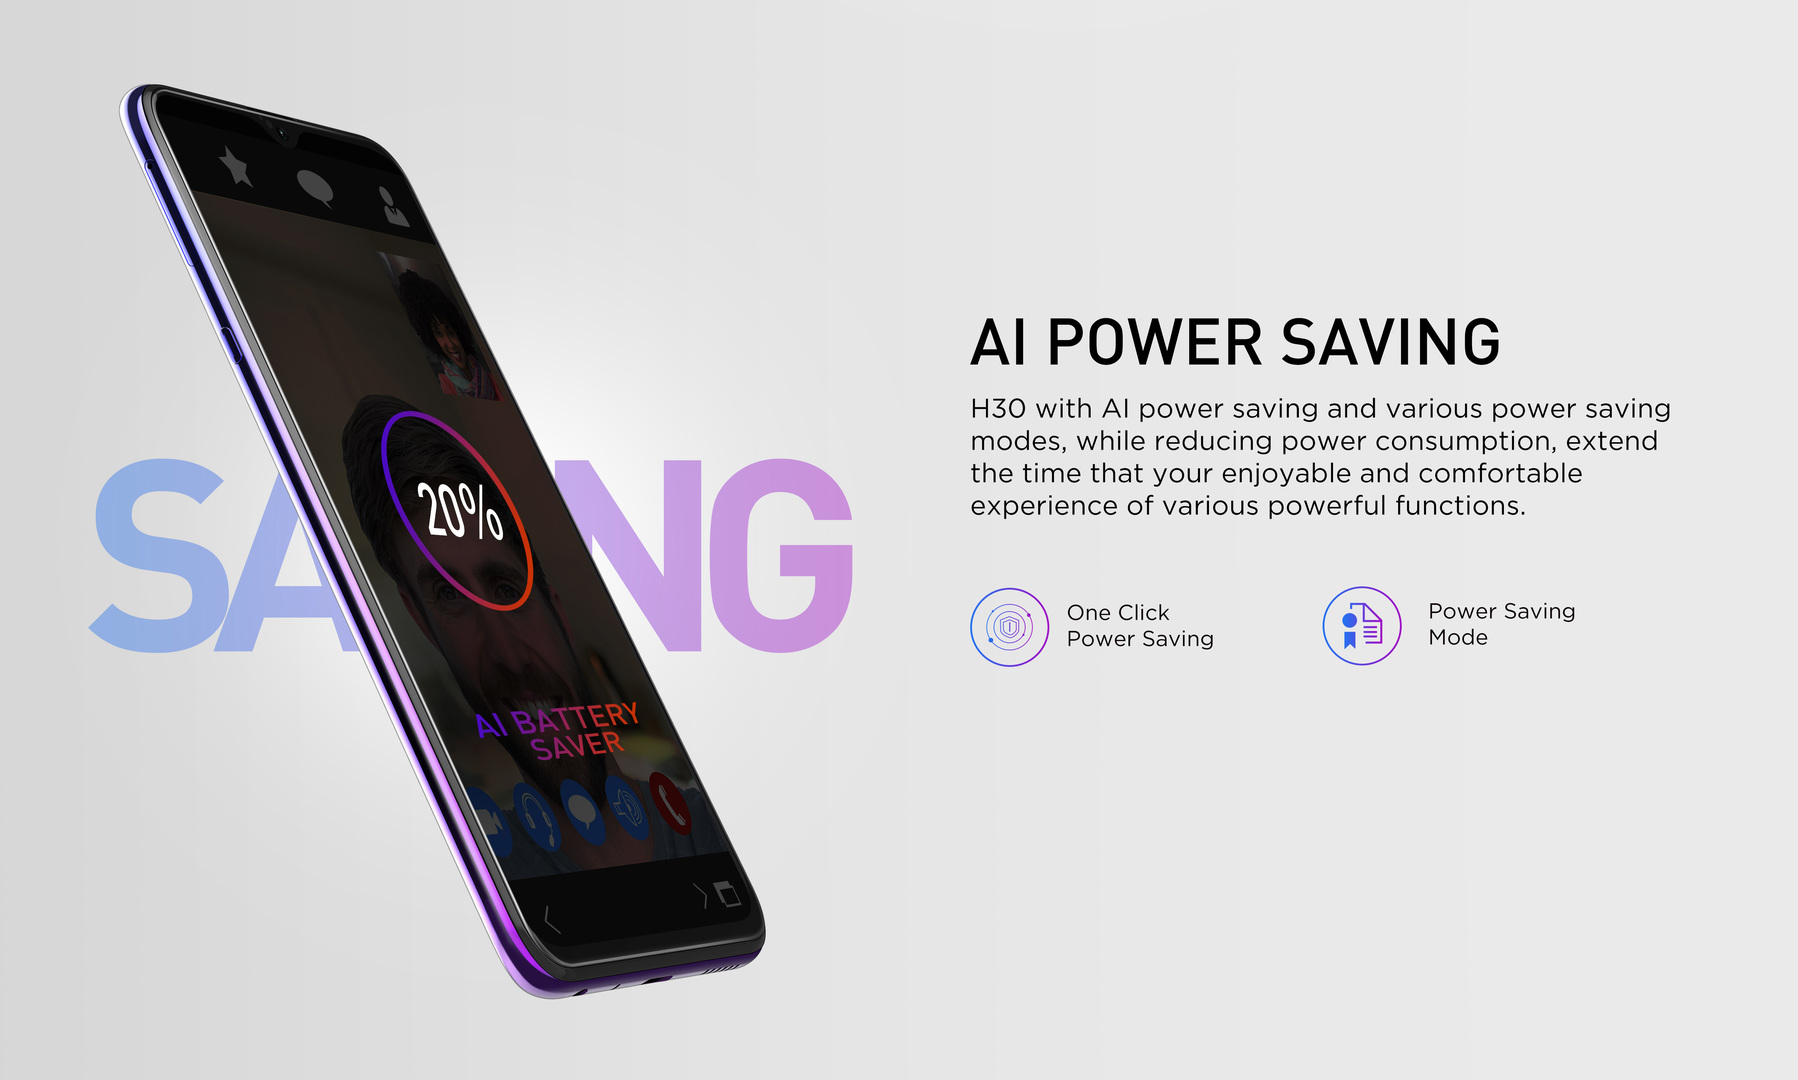 SA NG
20%
AI BATTERY
SAVER
AI POWER SAVING
H30 with AI power saving and various power saving
modes, while reducing power consumption, extend
the time that your enjoyable and comfortable
experience of various powerful functions.
One Click
Power Saving
Power Saving
Mode